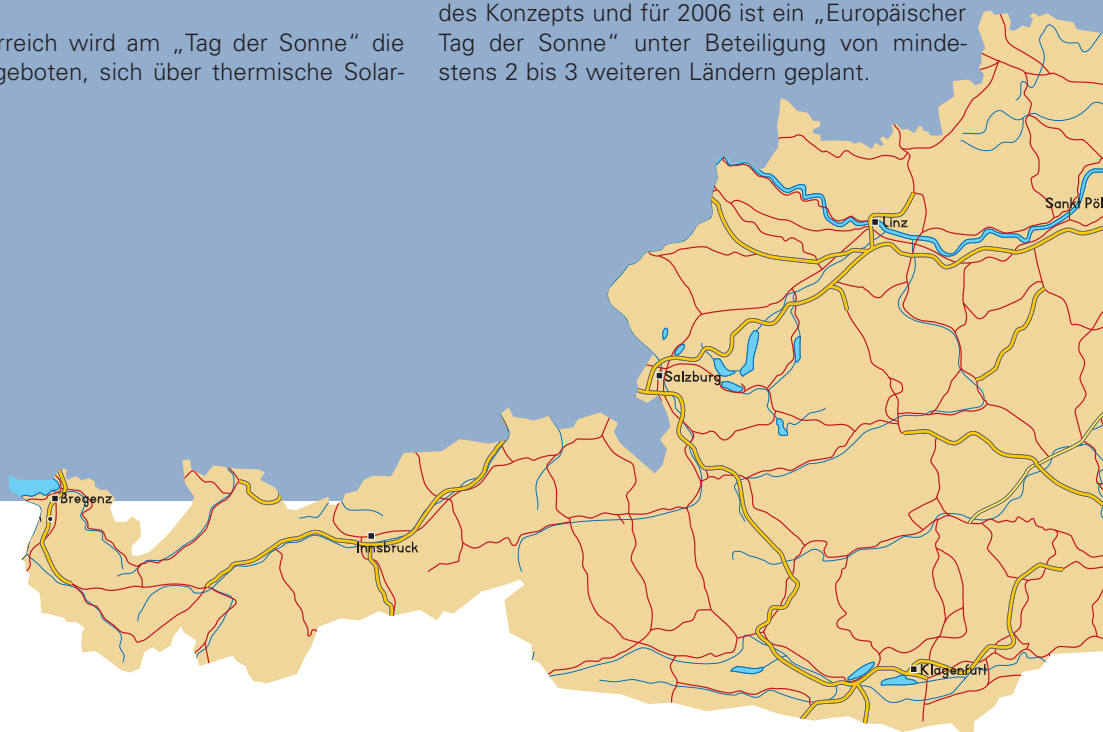 rreich wird am „Tag der Sonne“ die
geboten, sich über thermische Solar-
des Konzepts und für 2006 ist ein „Europäischer
Tag der Sonne“ unter Beteiligung von minde-
stens 2 bis 3 weiteren Ländern geplant.
Sankt Pöl
Linz
Salzburg
Bregenz
Innsbruck
Klagenfurt